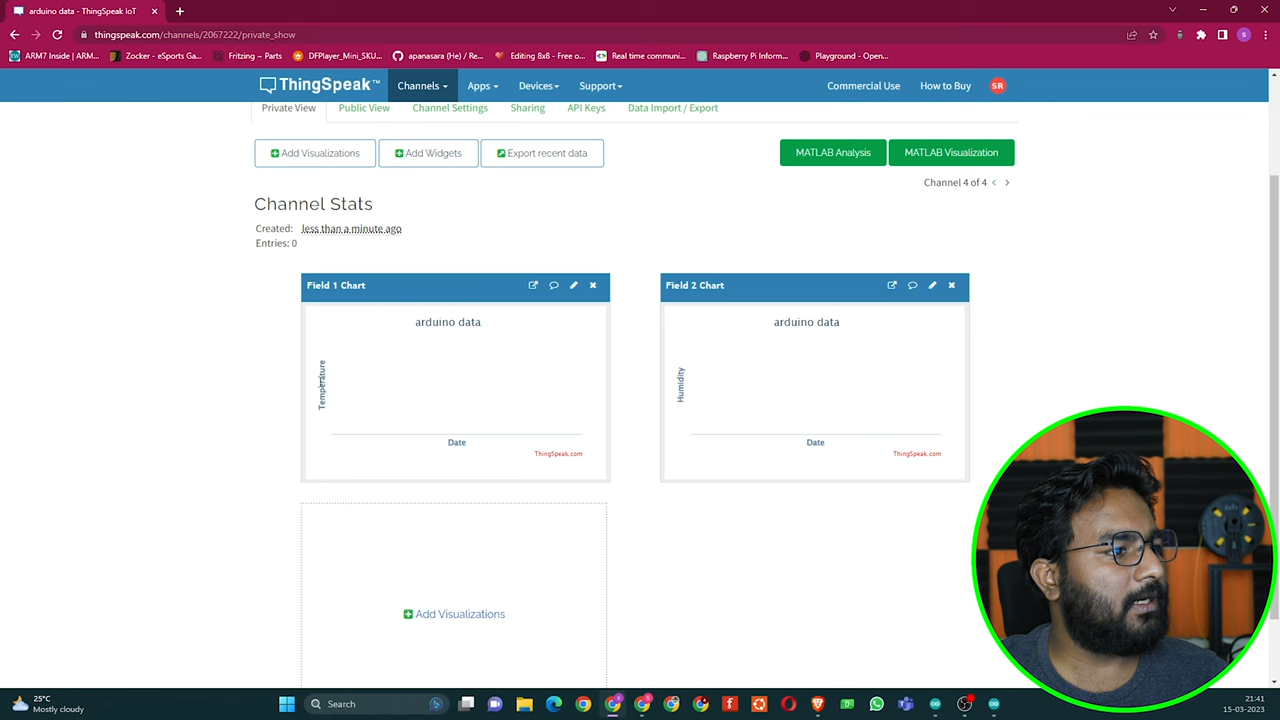 arduino data - ThingSpeak IoT
thingspeak.com/channels/2067222/private_show
ARM7 Inside | ARM...
Zocker - eSports Ga...
Fritzing — Parts
DFPlayer_Mini_SKU...
apanasara (He) / Re...
Editing 8x8 - Free o...
Real time communi...
Raspberry Pi Infor...
Playground - Open...
ThingSpeak™
Channels
Apps
Devices
Support
Commercial Use
How to Buy
SR
Private View
Public View
Channel Settings
Sharing
API Keys
Data Import / Export
Add Visualizations
Add Widgets
Export recent data
MATLAB Analysis
MATLAB Visualization
Channel 4 of 4
Channel Stats
Created: less than a minute ago
Entries: 0
Field 1 Chart
arduino data
Temperature
Date
ThingSpeak.com
Field 2 Chart
arduino data
Humidity
Date
ThingSpeak.com
Add Visualizations
25°C
Mostly cloudy
Search
21:41
15-03-2023